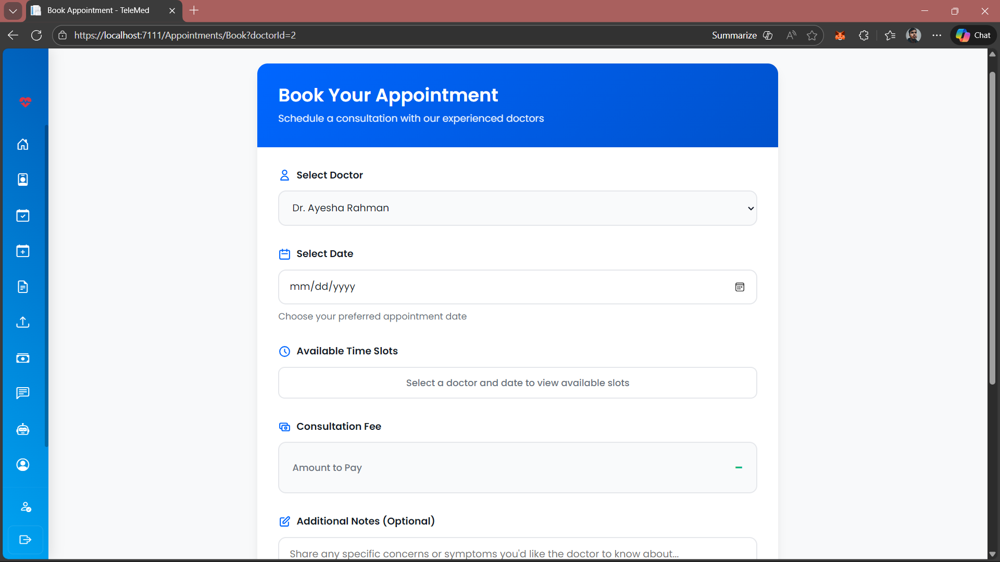 Book Appointment - TeleMed
https://localhost:7111/Appointments/Book?doctorId=2
Summarize
Chat
Book Your Appointment
Schedule a consultation with our experienced doctors
Select Doctor
Dr. Ayesha Rahman
Select Date
mm/dd/yyyy
Choose your preferred appointment date
Available Time Slots
Select a doctor and date to view available slots
Consultation Fee
Amount to Pay
-
Additional Notes (Optional)
Share any specific concerns or symptoms you'd like the doctor to know about...